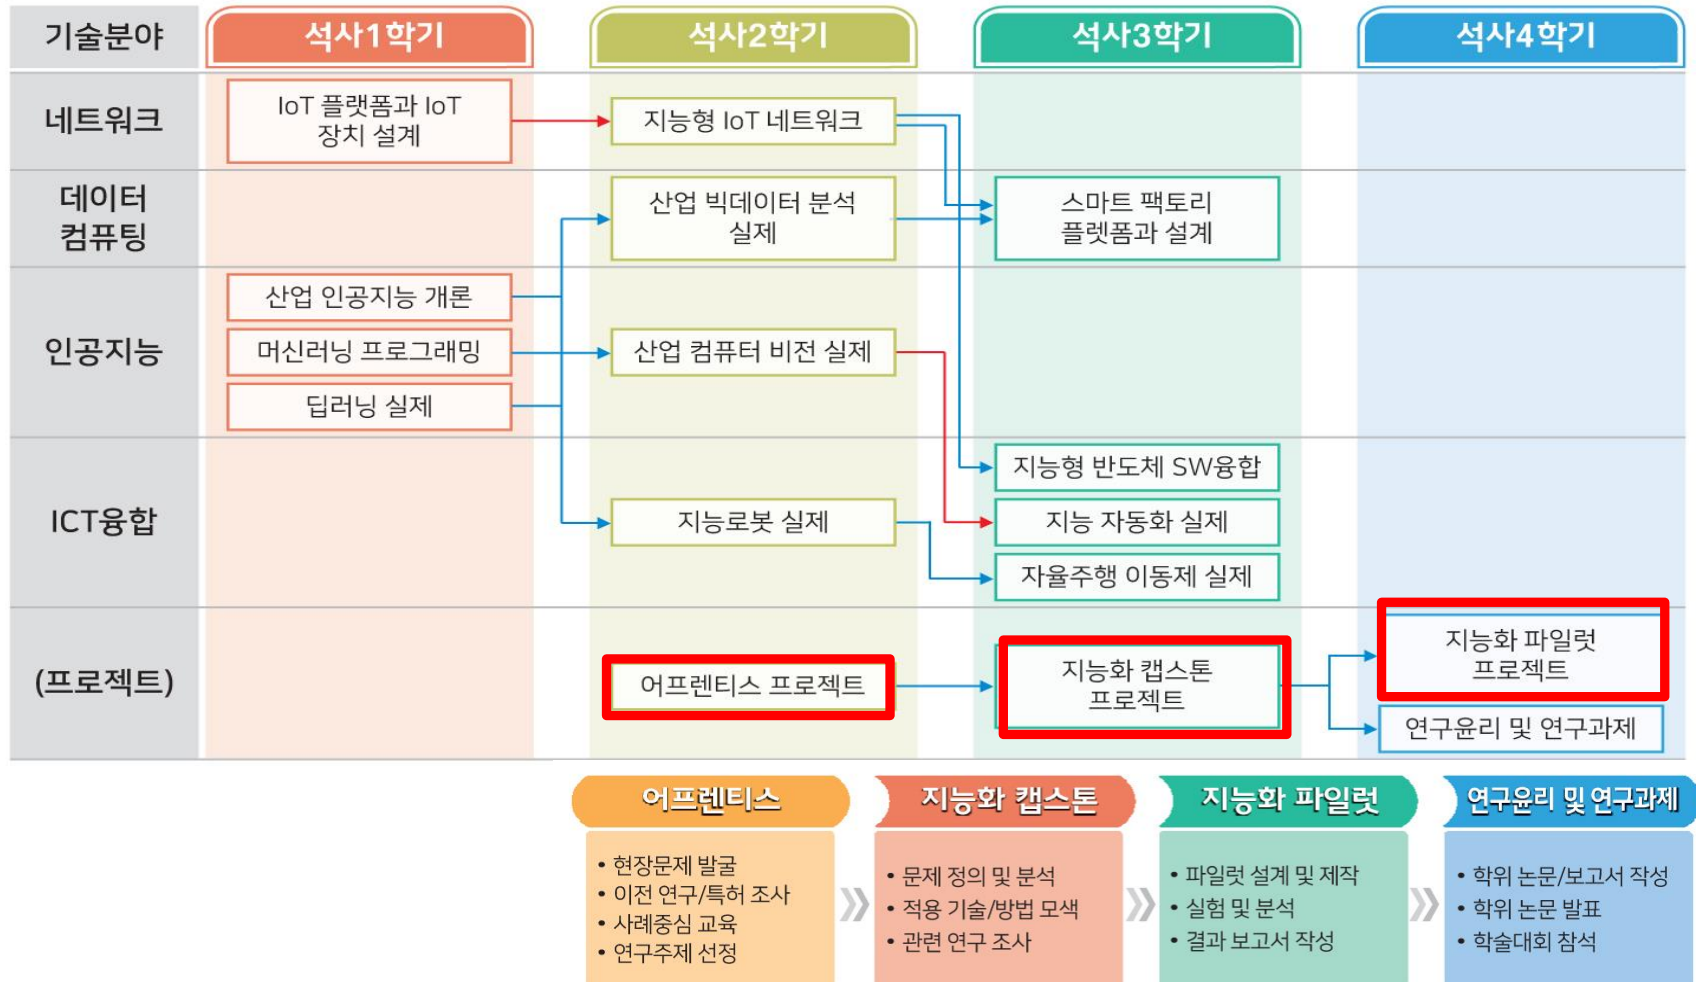 기술분야
석사1학기
석사2학기
석사3학기
석사4학기
네트워크
IoT 플랫폼과 IoT
장치 설계
지능형 IoT 네트워크
데이터
컴퓨팅
산업 빅데이터 분석
실제
스마트 팩토리
플렛폼과 설계
인공지능
산업 인공지능 개론
머신러닝 프로그래밍
딥러닝 실제
산업 컴퓨터 비전 실제
ICT융합
지능로봇 실제
지능형 반도체 SW융합
지능 자동화 실제
자율주행 이동제 실제
(프로젝트)
어프렌티스 프로젝트
지능화 캡스톤
프로젝트
지능화 파일럿
프로젝트
연구윤리 및 연구과제
어프렌티스
• 현장문제 발굴
• 이전 연구/특허 조사
• 사례중심 교육
• 연구주제 선정
지능화 캡스톤
• 문제 정의 및 분석
• 적용 기술/방법 모색
• 관련 연구 조사
지능화 파일럿
• 파일럿 설계 및 제작
• 실험 및 분석
• 결과 보고서 작성
연구윤리 및 연구과제
• 학위 논문/보고서 작성
• 학위 논문 발표
• 학술대회 참석